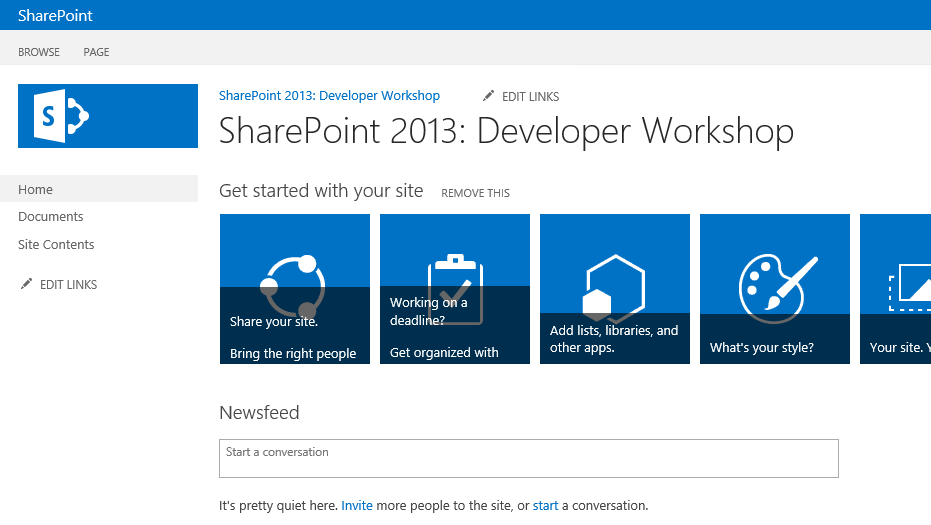 SharePoint
BROWSE PAGE
S
SharePoint 2013: Developer Workshop EDIT LINKS
SharePoint 2013: Developer Workshop
Home
Documents
Site Contents
EDIT LINKS
Get started with your site REMOVE THIS
Share your site.
Bring the right people
Working on a
deadline?
Get organized with
Add lists, libraries, and
other apps.
What's your style?
Your site. Y
Newsfeed
Start a conversation
It's pretty quiet here. Invite more people to the site, or start a conversation.